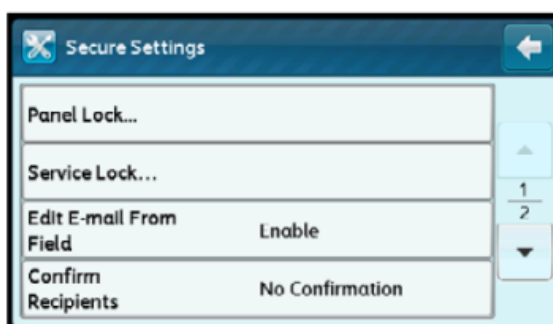 Secure Settings
Panel Lock...
Service Lock...
Edit E-mail From
Field
Enable
Confirm
Recipients
No Confirmation
1
2